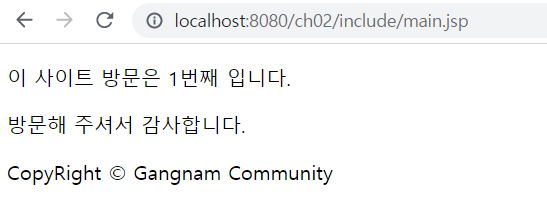 localhost:8080/ch02/include/main.jsp
이 사이트 방문은 1번째 입니다.
방문해 주셔서 감사합니다.
CopyRight © Gangnam Community